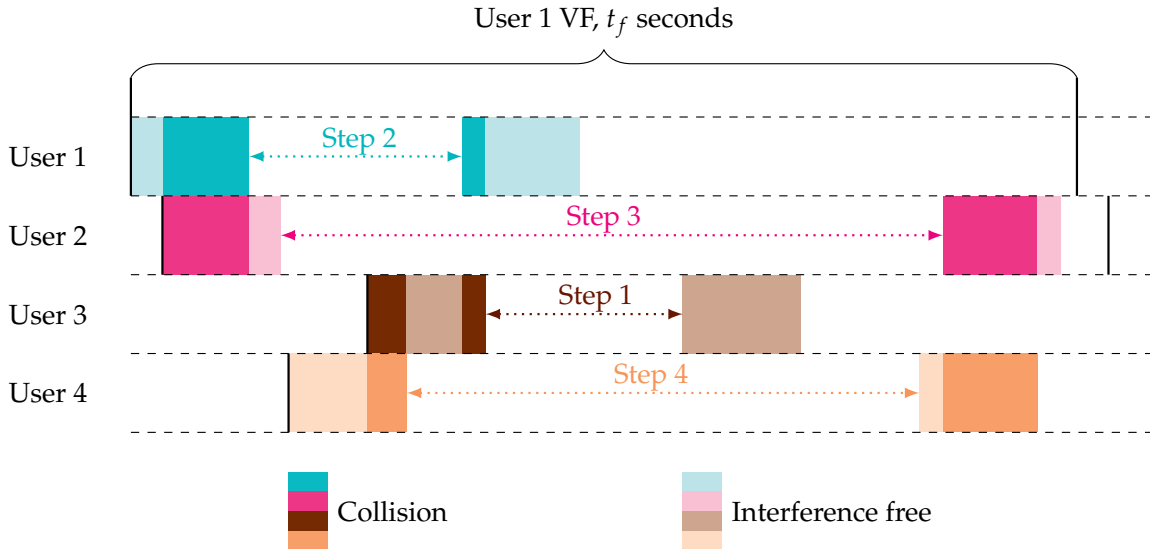 User 1 VF, t_f seconds
User 1
Step 2
User 2
Step 3
User 3
Step 1
User 4
Step 4
Collision
Interference free